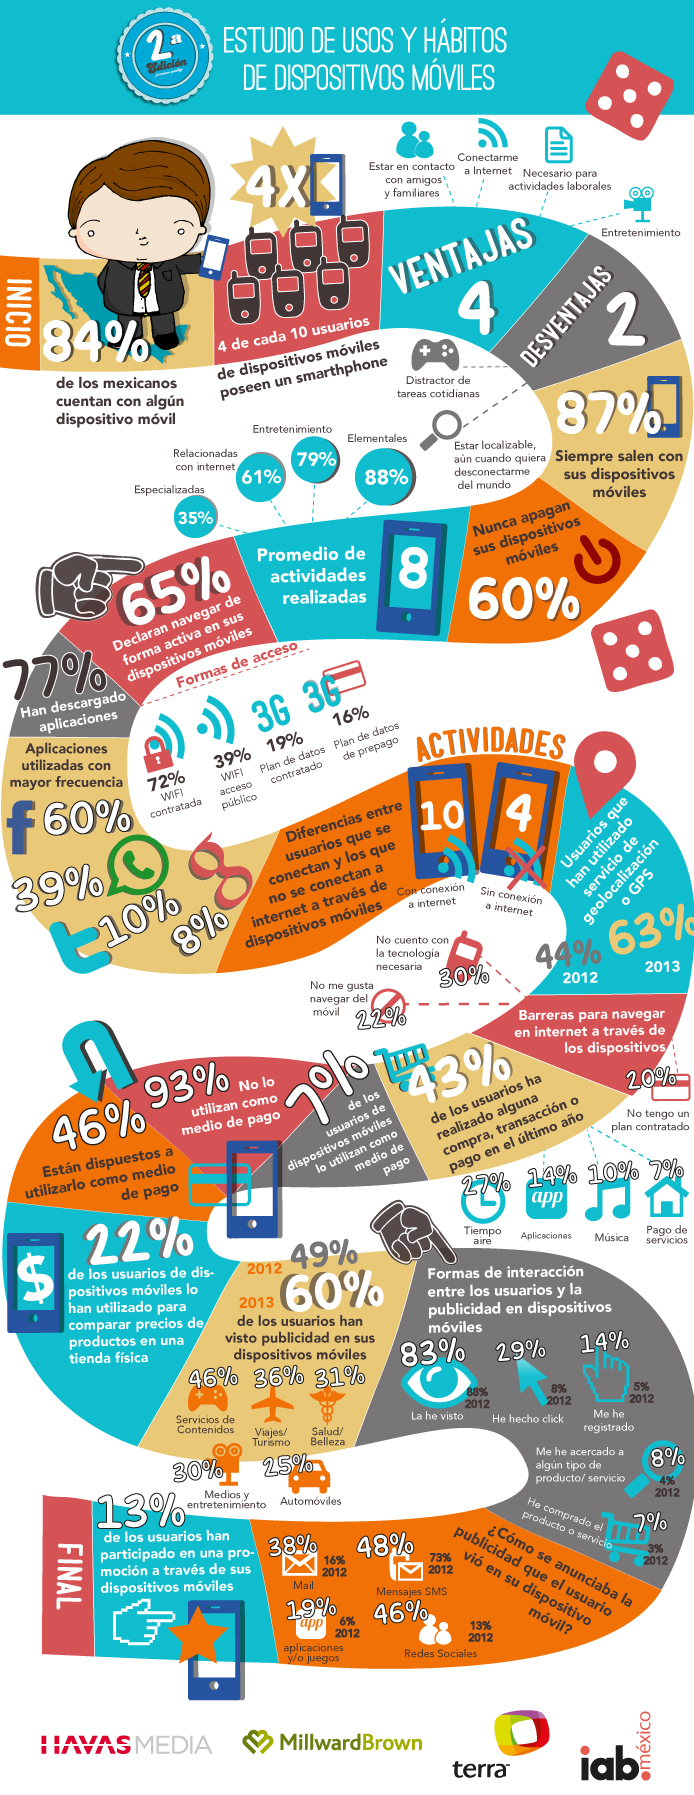 2ª
Edición
ESTUDIO DE USOS Y HÁBITOS
DE DISPOSITIVOS MÓVILES
INICIO
84%
de los mexicanos
cuentan con algún
dispositivo móvil
4X
4 de cada 10 usuarios
de dispositivos móviles
poseen un smarthphone
VENTAJAS
4
Estar en contacto
con amigos
y familiares
Conectarme
a Internet
Necesario para
actividades laborales
Entretenimiento
DESVENTAJAS
2
Distractor de
tareas cotidianas
Estar localizable,
aún cuando quiera
desconectarme
del mundo
87%
Siempre salen con
sus dispositivos
móviles
Nunca apagan
sus dispositivos
móviles
60%
Promedio de
actividades
realizadas
8
Especializadas
35%
Relacionadas
con internet
61%
Entretenimiento
79%
Elementales
88%
65%
Declaran navegar de
forma activa en sus
dispositivos móviles
Formas de acceso
72%
WIFI
contratada
39%
WIFI
acceso
público
3G
19%
Plan de datos
contratado
3G
16%
Plan de datos
de prepago
77%
Han descargado
aplicaciones
Aplicaciones
utilizadas con
mayor frecuencia
f 60%
39%
10%
t
8 8%
ACTIVIDADES
Diferencias entre
usuarios que se
conectan y los que
no se conectan a
internet a través de
dispositivos móviles
10
Con conexión
a internet
4
Sin conexión
a internet
Usuarios que
han utilizado
servicio de
geolocalización
o GPS
44%
2012
63%
2013
Barreras para navegar
en internet a través de
los dispositivos
No cuento con
la tecnología
necesaria
30%
No me gusta
navegar del
móvil
22%
20%
No tengo un
plan contratado
43%
de los usuarios ha
realizado alguna
compra, transacción o
pago en el último año
27%
Tiempo
aire
14%
app
Aplicaciones
10%
Música
7%
Pago de
servicios
7%
de los
usuarios de
dispositivos móviles
lo utilizan como
medio de
pago
93%
No lo
utilizan como
medio de pago
46%
Están dispuestos a
utilizarlo como medio
de pago
$
22%
de los usuarios de dis-
positivos móviles lo
han utilizado para
comparar precios de
productos en una
tienda física
2012 49%
2013 60%
de los usuarios han
visto publicidad en sus
dispositivos móviles
46%
Servicios de
Contenidos
36%
Viajes/
Turismo
31%
Salud/
Belleza
30%
Medios y
entretenimiento
25%
Automóviles
Formas de interacción
entre los usuarios y la
publicidad en dispositivos
móviles
83%
88%
2012
La he visto
29%
8%
2012
He hecho click
14%
5%
2012
Me he
registrado
Me he acercado a
algún tipo de
producto/ servicio
8%
4%
2012
He comprado el
producto o servicio
7%
3%
2012
¿Cómo se anunciaba la
publicidad que el usuario
vió en su dispositivo
móvil?
38%
16%
2012
Mail
48%
73%
2012
Mensajes SMS
19%
app
6%
2012
aplicaciones
y/o juegos
46%
13%
2012
Redes Sociales
13%
de los usuarios han
participado en una pro-
moción a través de sus
dispositivos móviles
FINAL
HAVAS MEDIA
MillwardBrown
terra
iab.méxico